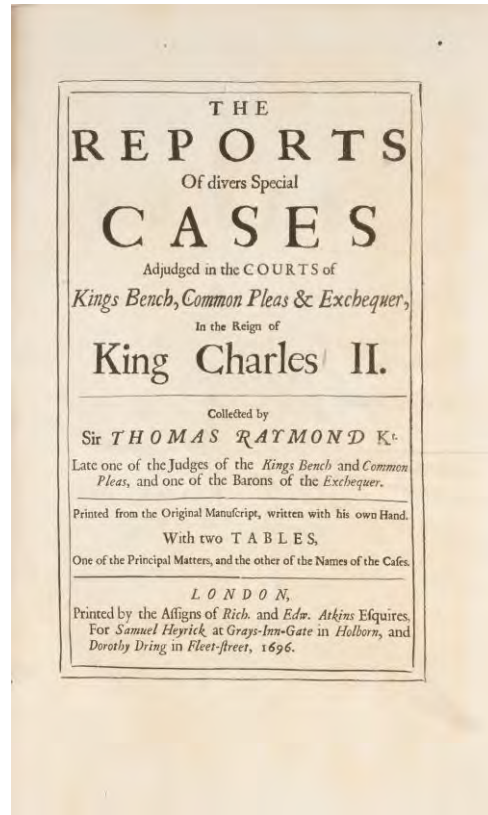 THE
REPORTS
Of divers Special
CASES
Adjudged in the COURTS of
Kings Bench, Common Pleas & Exchequer,
In the Reign of
King Charles II.
Collected by
Sir THOMAS RAYMOND Kt.
Late one of the Judges of the Kings Bench and Common
Pleas, and one of the Barons of the Exchequer.
Printed from the Original Manuſcript, written with his own Hand.
With two TABLES,
One of the Principal Matters, and the other of the Names of the Caſes.
LONDON,
Printed by the Aſſigns of Rich. and Edw. Atkins Eſquires,
For Samuel Heyrick at Grays-Inn-Gate in Holborn, and
Dorothy Dring in Fleet-ſtreet, 1696.